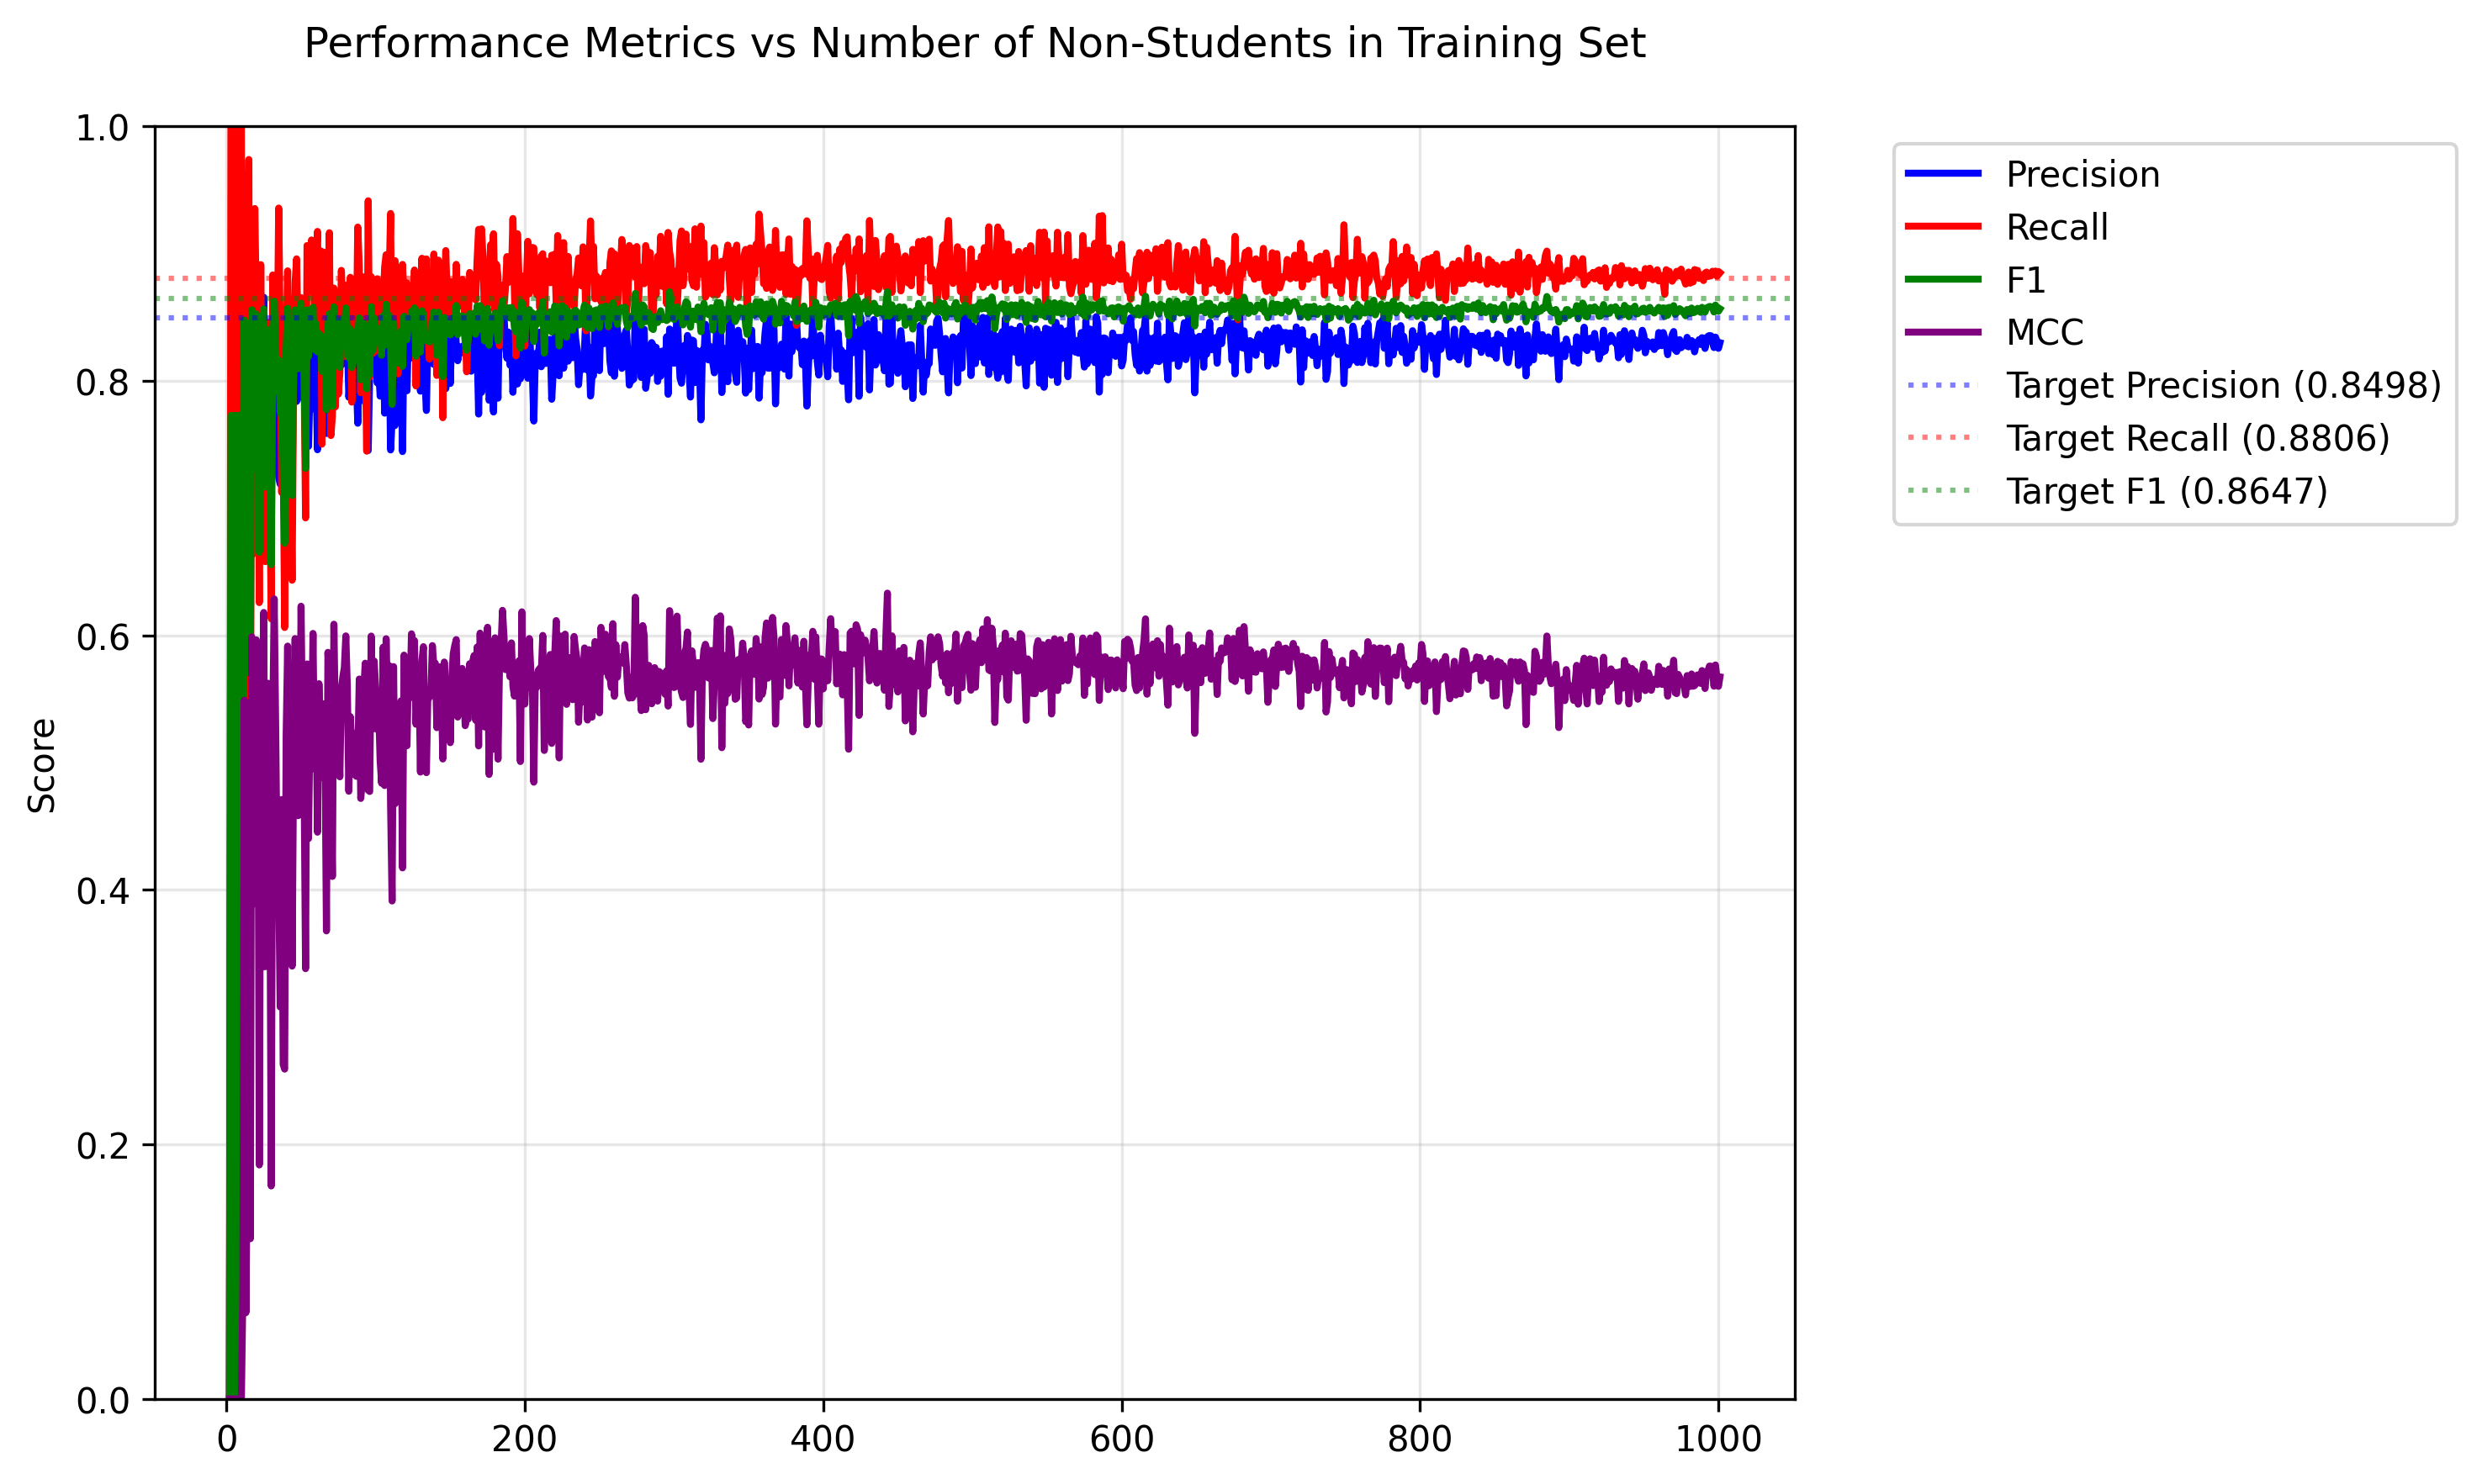 Performance Metrics vs Number of Non-Students in Training Set
1.0
0.8
0.6
0.4
0.2
0.0
Score
0 200 400 600 800 1000
Precision
Recall
F1
MCC
Target Precision (0.8498)
Target Recall (0.8806)
Target F1 (0.8647)